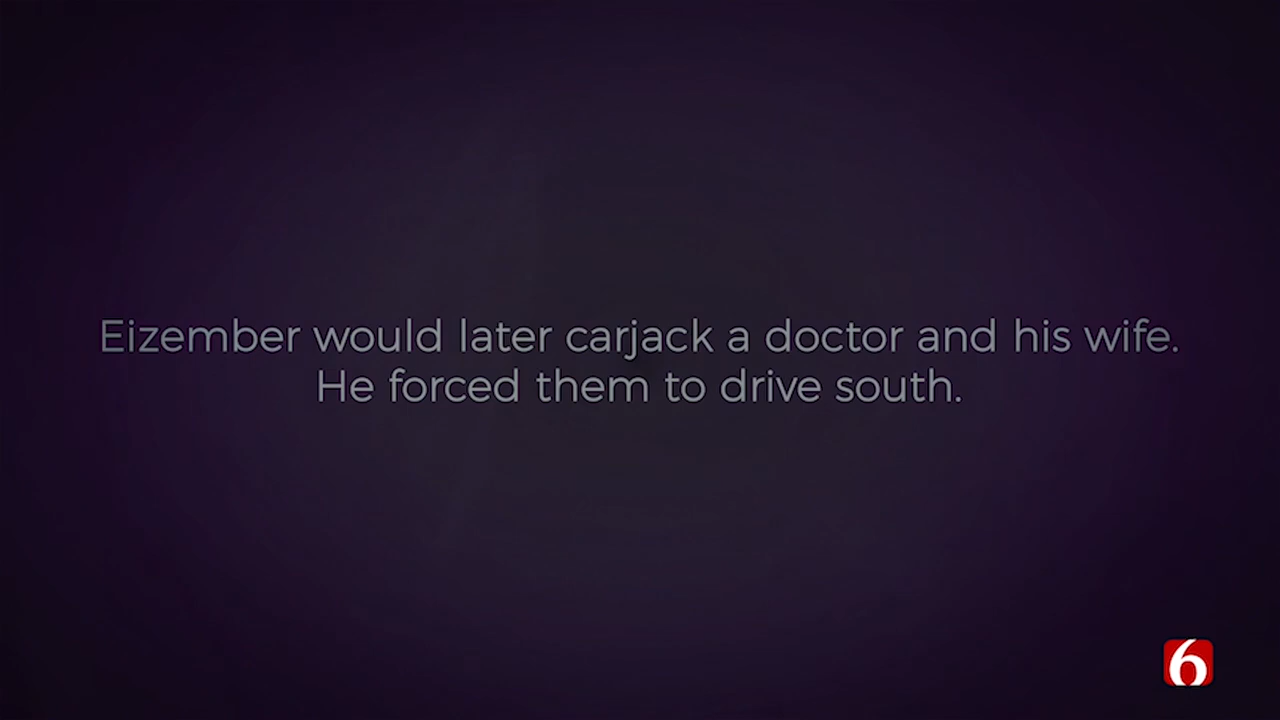 Eizember would later carjack a doctor and his wife.
He forced them to drive south.
6